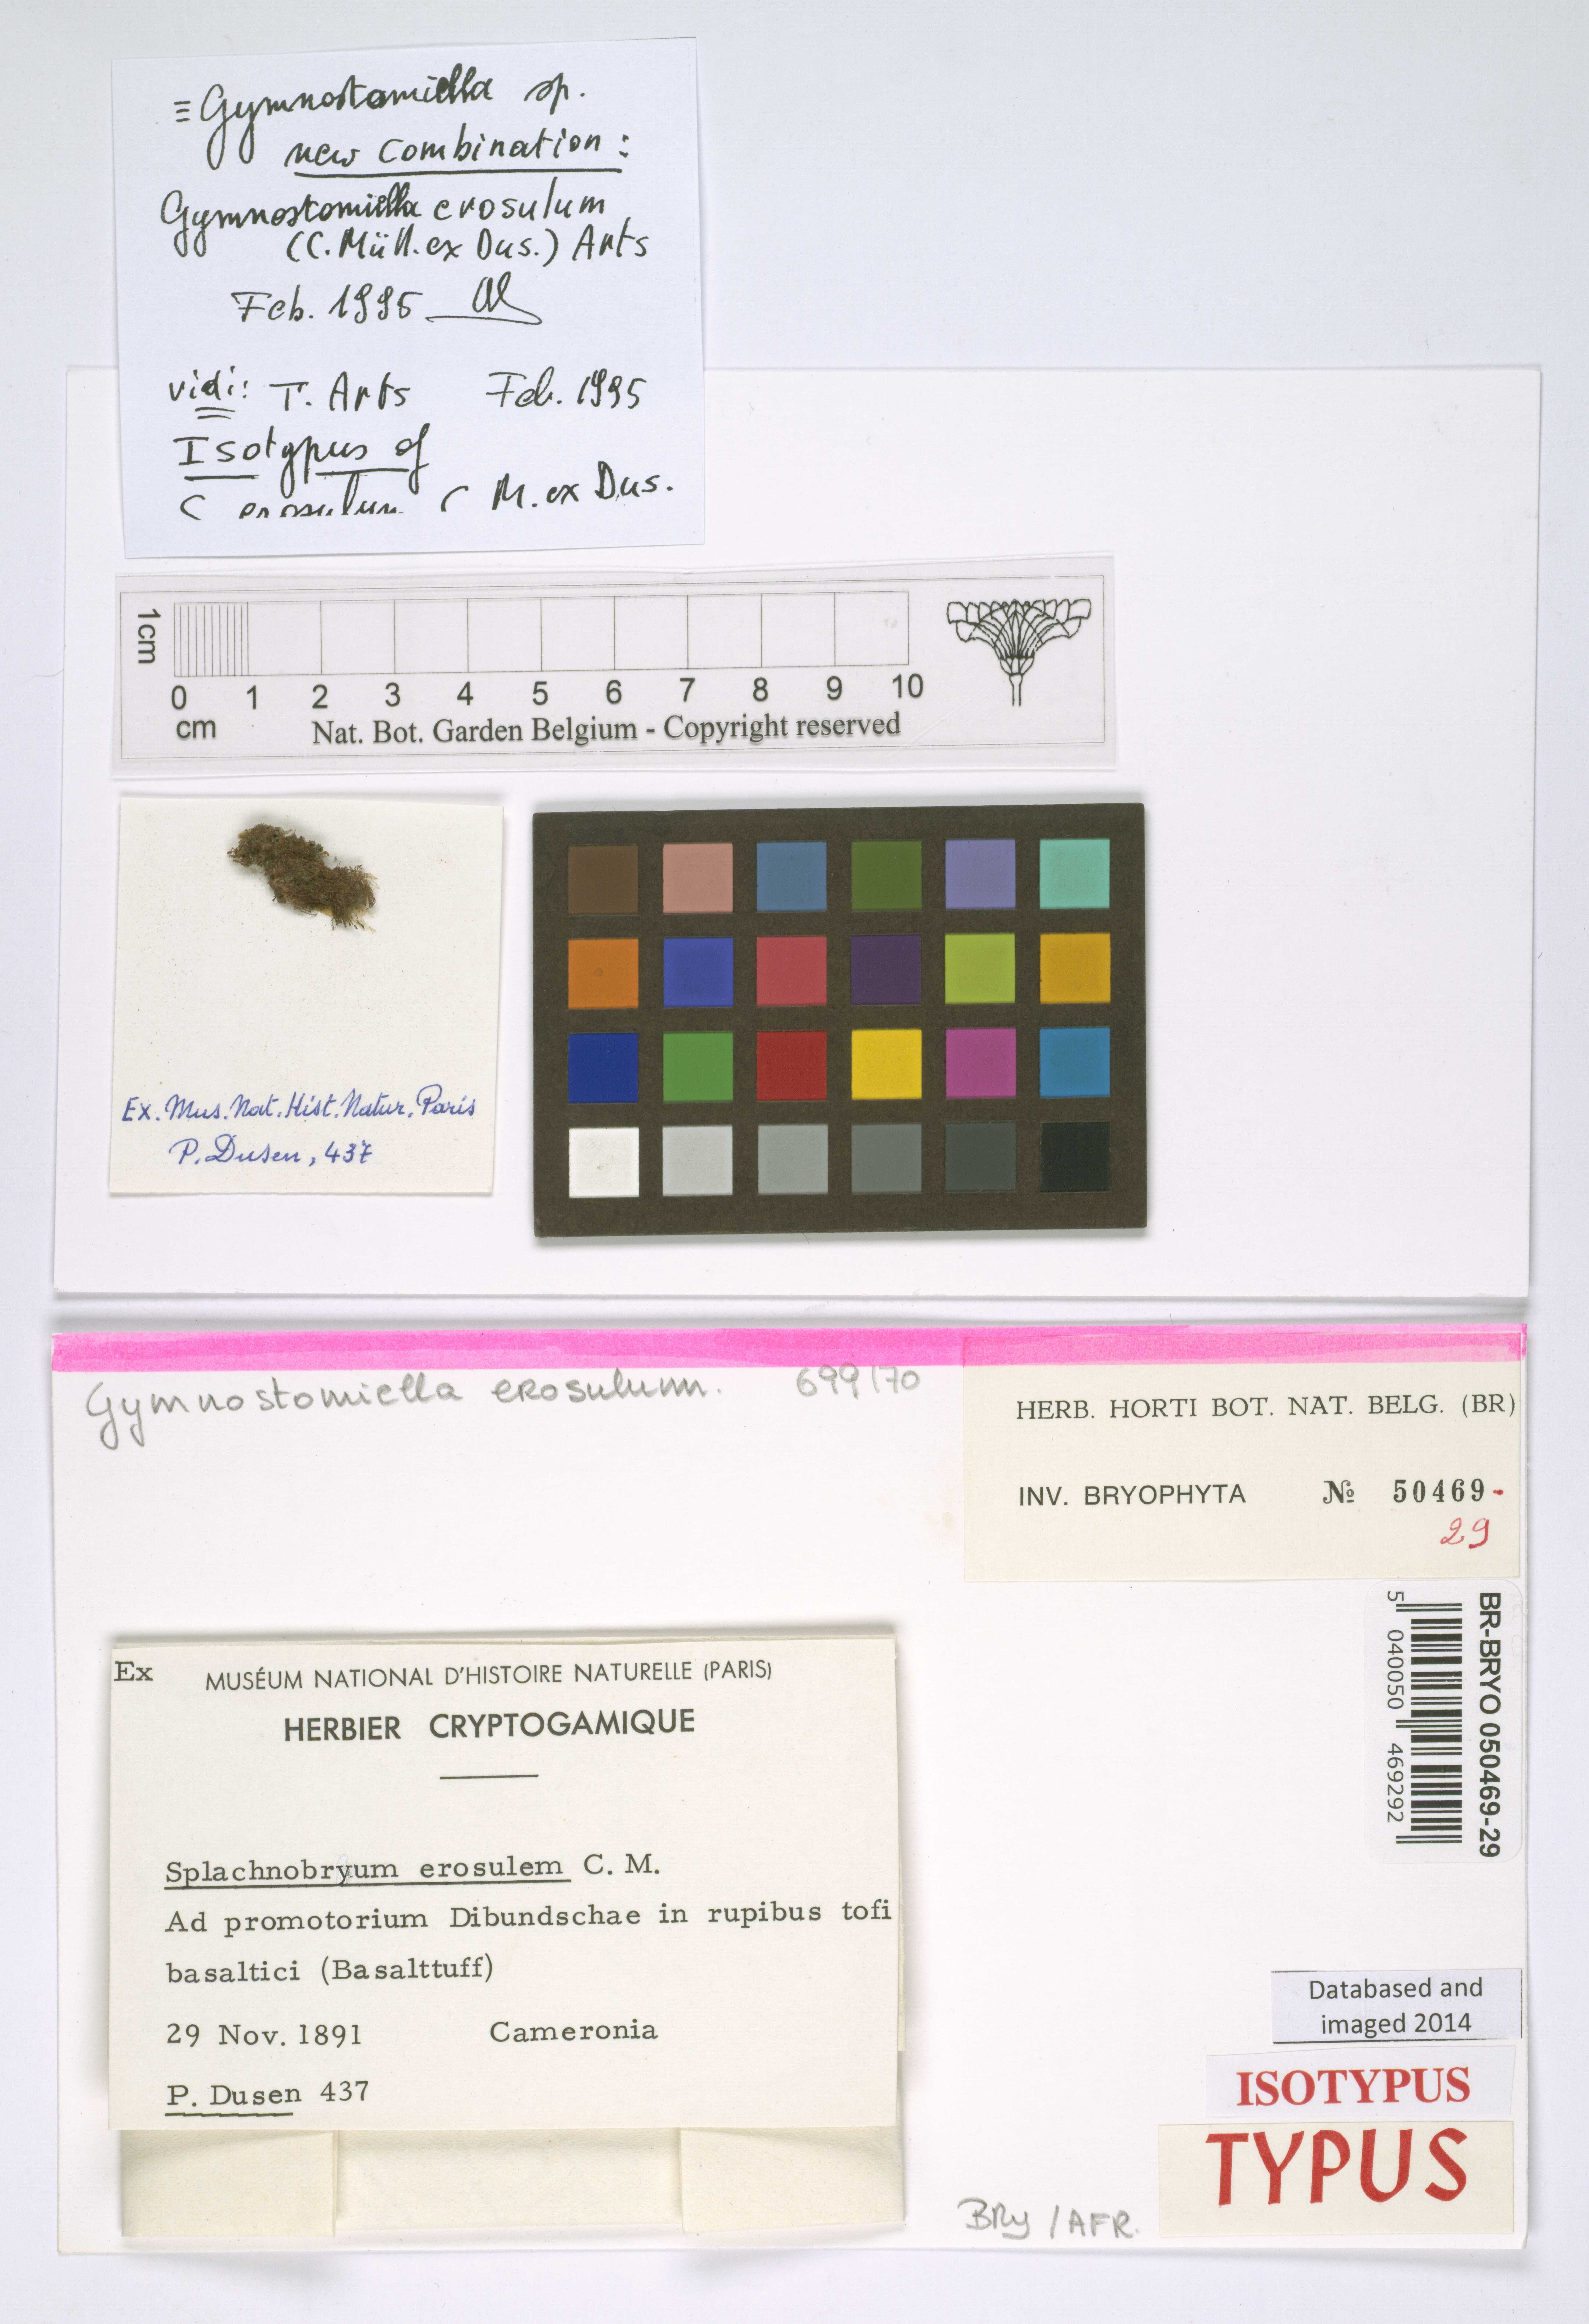 ≡ Gymnostomiella sp.
new combination:
Gymnostomiella erosulum
(C. Müll. ex Dus.) Arts
Feb. 1995
vidi: T. Arts Feb. 1995
Isotypus of
erosulum C M. ex Dus.
1cm
0 1 2 3 4 5 6 7 8 9 10
cm
Nat. Bot. Garden Belgium - Copyright reserved
Ex. Mus. Nat. Hist. Natur. Paris
P. Dusen, 437
Gymnostomiella erosulum. 699/70
HERB. HORTI BOT. NAT. BELG. (BR)
INV. BRYOPHYTA № 50469-
29
BR-BRYO 050469-29
5 040050 469292
Ex MUSÉUM NATIONAL D'HISTOIRE NATURELLE (PARIS)
HERBIER CRYPTOGAMIQUE
Splachnobryum erosulem C. M.
Ad promotorium Dibundschae in rupibus tofi
basaltici (Basalttuff)
29 Nov. 1891 Cameronia
P. Dusen 437
Databased and
imaged 2014
ISOTYPUS
TYPUS
BRy / AFR.